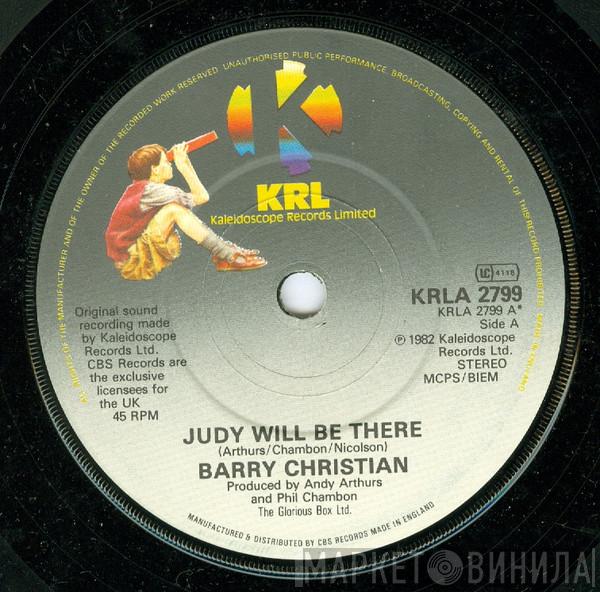 ALL RIGHTS OF THE MANUFACTURER AND OF THE OWNER OF THE RECORDED WORK RESERVED UNAUTHORISED PUBLIC PERFORMANCE BROADCASTING, COPYING AND RENTAL OF THIS RECORD PROHIBITED MADE IN ENGLAND
K
KRL
Kaleidoscope Records Limited
LC 4118
KRLA 2799
KRLA 2799 A*
Side A
℗ 1982 Kaleidoscope
Records Ltd.
STEREO
MCPS/BIEM
Original sound
recording made
by Kaleidoscope
Records Ltd.
CBS Records are
the exclusive
licensees for
the UK
45 RPM
JUDY WILL BE THERE
(Arthurs/Chambon/Nicolson)
BARRY CHRISTIAN
Produced by Andy Arthurs
and Phil Chambon
The Glorious Box Ltd.
MANUFACTURED & DISTRIBUTED BY CBS RECORDS MADE IN ENGLAND
МАРКЕТ ВИНИЛА